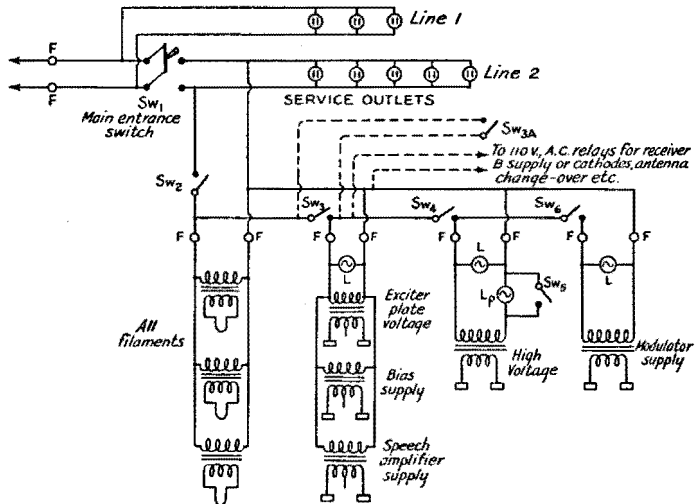 Line 1
F
Line 2
F
Sw1
Main entrance
switch
SERVICE OUTLETS
Sw3A
To 110 v., A.C. relays for receiver
B supply or cathodes, antenna
change-over etc.
Sw2
Sw3
Sw4
Sw6
F
F
F
F
F
F
F
F
L
L
L
Lp
Sw5
All
filaments
Exciter
plate
voltage
High
Voltage
Modulator
supply
Bias
supply
Speech
amplifier
supply